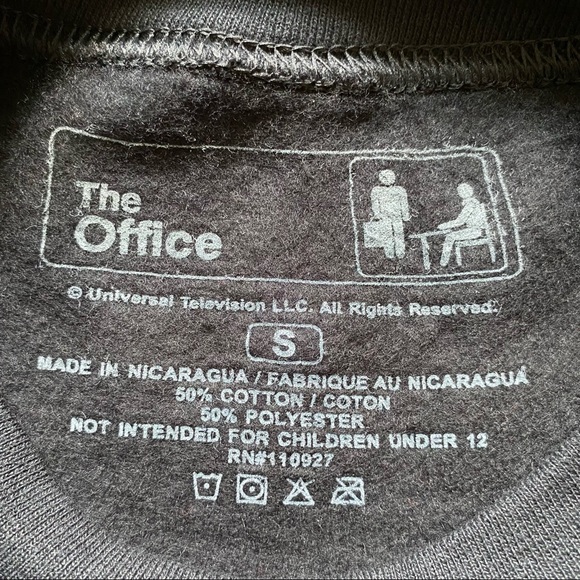 The
Office
© Universal Television LLC. All Rights Reserved.
S
MADE IN NICARAGUA / FABRIQUE AU NICARAGUA
50% COTTON / COTON
50% POLYESTER
NOT INTENDED FOR CHILDREN UNDER 12
RN#110927